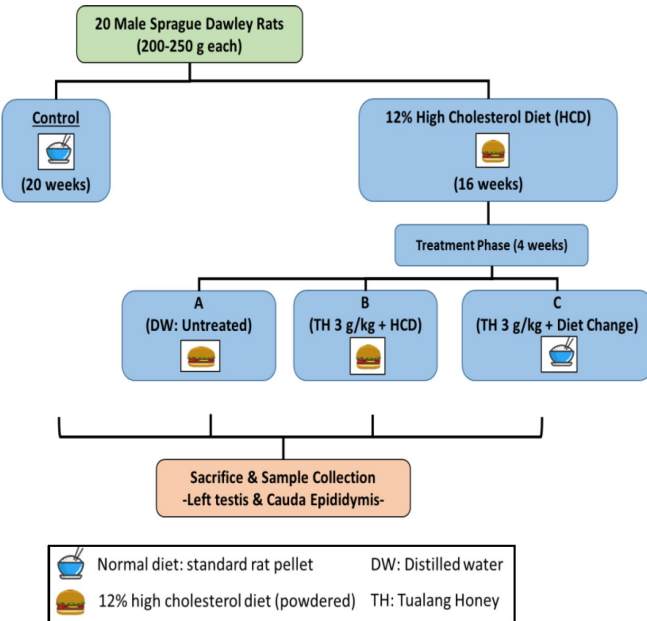 20 Male Sprague Dawley Rats
(200-250 g each)
Control
(20 weeks)
12% High Cholesterol Diet (HCD)
(16 weeks)
Treatment Phase (4 weeks)
A
(DW: Untreated)
B
(TH 3 g/kg + HCD)
C
(TH 3 g/kg + Diet Change)
Sacrifice & Sample Collection
-Left testis & Cauda Epididymis-
Normal diet: standard rat pellet
DW: Distilled water
12% high cholesterol diet (powdered)
TH: Tualang Honey